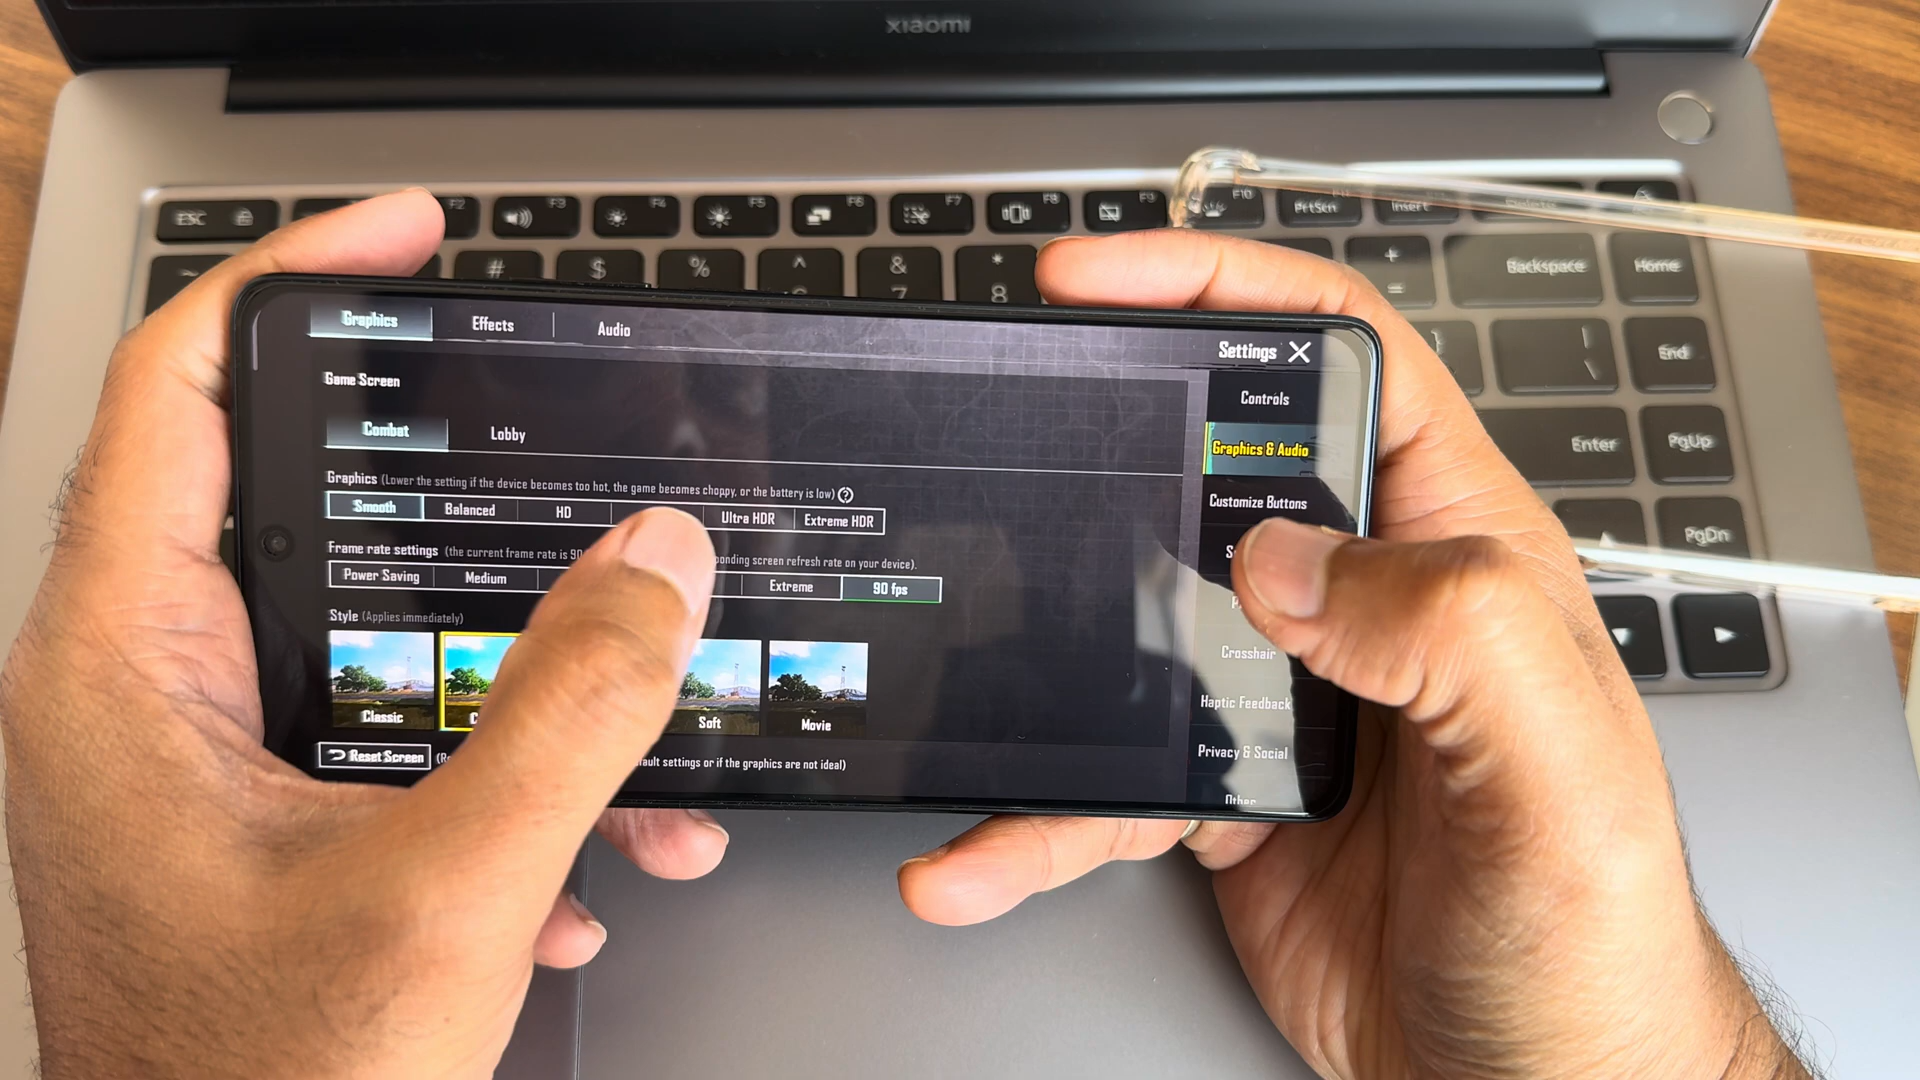 xiaomi
ESC F2 F3 F4 F5 F6 F7 F8 F9 F10 PrtScn Insert Delete
~ # $ % ^ & * + Backspace Home
7 8 =
Graphics Effects Audio
Settings
Game Screen
Controls
Combat Lobby
Graphics & Audio
Graphics (Lower the setting if the device becomes too hot, the game becomes choppy, or the battery is low) ?
Customize Buttons
Smooth Balanced HD Ultra HDR Extreme HDR
Frame rate settings (the current frame rate is 90 screen refresh rate on your device).
Power Saving Medium Extreme 90 fps
Style (Applies immediately)
Crosshair
Haptic Feedback
Classic Soft Movie
Privacy & Social
Reset Screen settings or if the graphics are not ideal)
Other
} End
Enter PgUp
PgDn